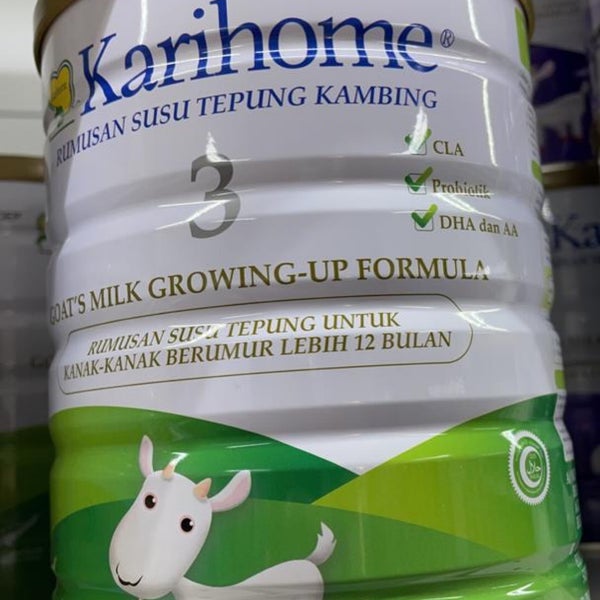 Karihome®
RUMUSAN SUSU TEPUNG KAMBING
3
CLA
Probiotik
DHA dan AA
GOAT'S MILK GROWING-UP FORMULA
RUMUSAN SUSU TEPUNG UNTUK
KANAK-KANAK BERUMUR LEBIH 12 BULAN
Ka